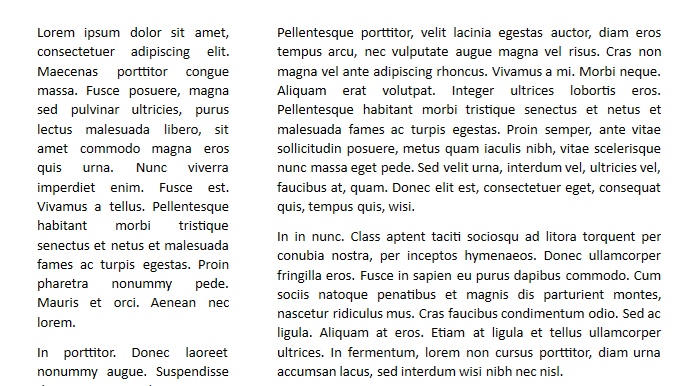 Lorem ipsum dolor sit amet,
consectetuer adipiscing elit.
Maecenas porttitor congue
massa. Fusce posuere, magna
sed pulvinar ultricies, purus
lectus malesuada libero, sit
amet commodo magna eros
quis urna. Nunc viverra
imperdiet enim. Fusce est.
Vivamus a tellus. Pellentesque
habitant morbi tristique
senectus et netus et malesuada
fames ac turpis egestas. Proin
pharetra nonummy pede.
Mauris et orci. Aenean nec
lorem.
In porttitor. Donec laoreet
nonummy augue. Suspendisse
Pellentesque porttitor, velit lacinia egestas auctor, diam eros
tempus arcu, nec vulputate augue magna vel risus. Cras non
magna vel ante adipiscing rhoncus. Vivamus a mi. Morbi neque.
Aliquam erat volutpat. Integer ultrices lobortis eros.
Pellentesque habitant morbi tristique senectus et netus et
malesuada fames ac turpis egestas. Proin semper, ante vitae
sollicitudin posuere, metus quam iaculis nibh, vitae scelerisque
nunc massa eget pede. Sed velit urna, interdum vel, ultricies vel,
faucibus at, quam. Donec elit est, consectetuer eget, consequat
quis, tempus quis, wisi.
In in nunc. Class aptent taciti sociosqu ad litora torquent per
conubia nostra, per inceptos hymenaeos. Donec ullamcorper
fringilla eros. Fusce in sapien eu purus dapibus commodo. Cum
sociis natoque penatibus et magnis dis parturient montes,
nascetur ridiculus mus. Cras faucibus condimentum odio. Sed ac
ligula. Aliquam at eros. Etiam at ligula et tellus ullamcorper
ultrices. In fermentum, lorem non cursus porttitor, diam urna
accumsan lacus, sed interdum wisi nibh nec nisl.